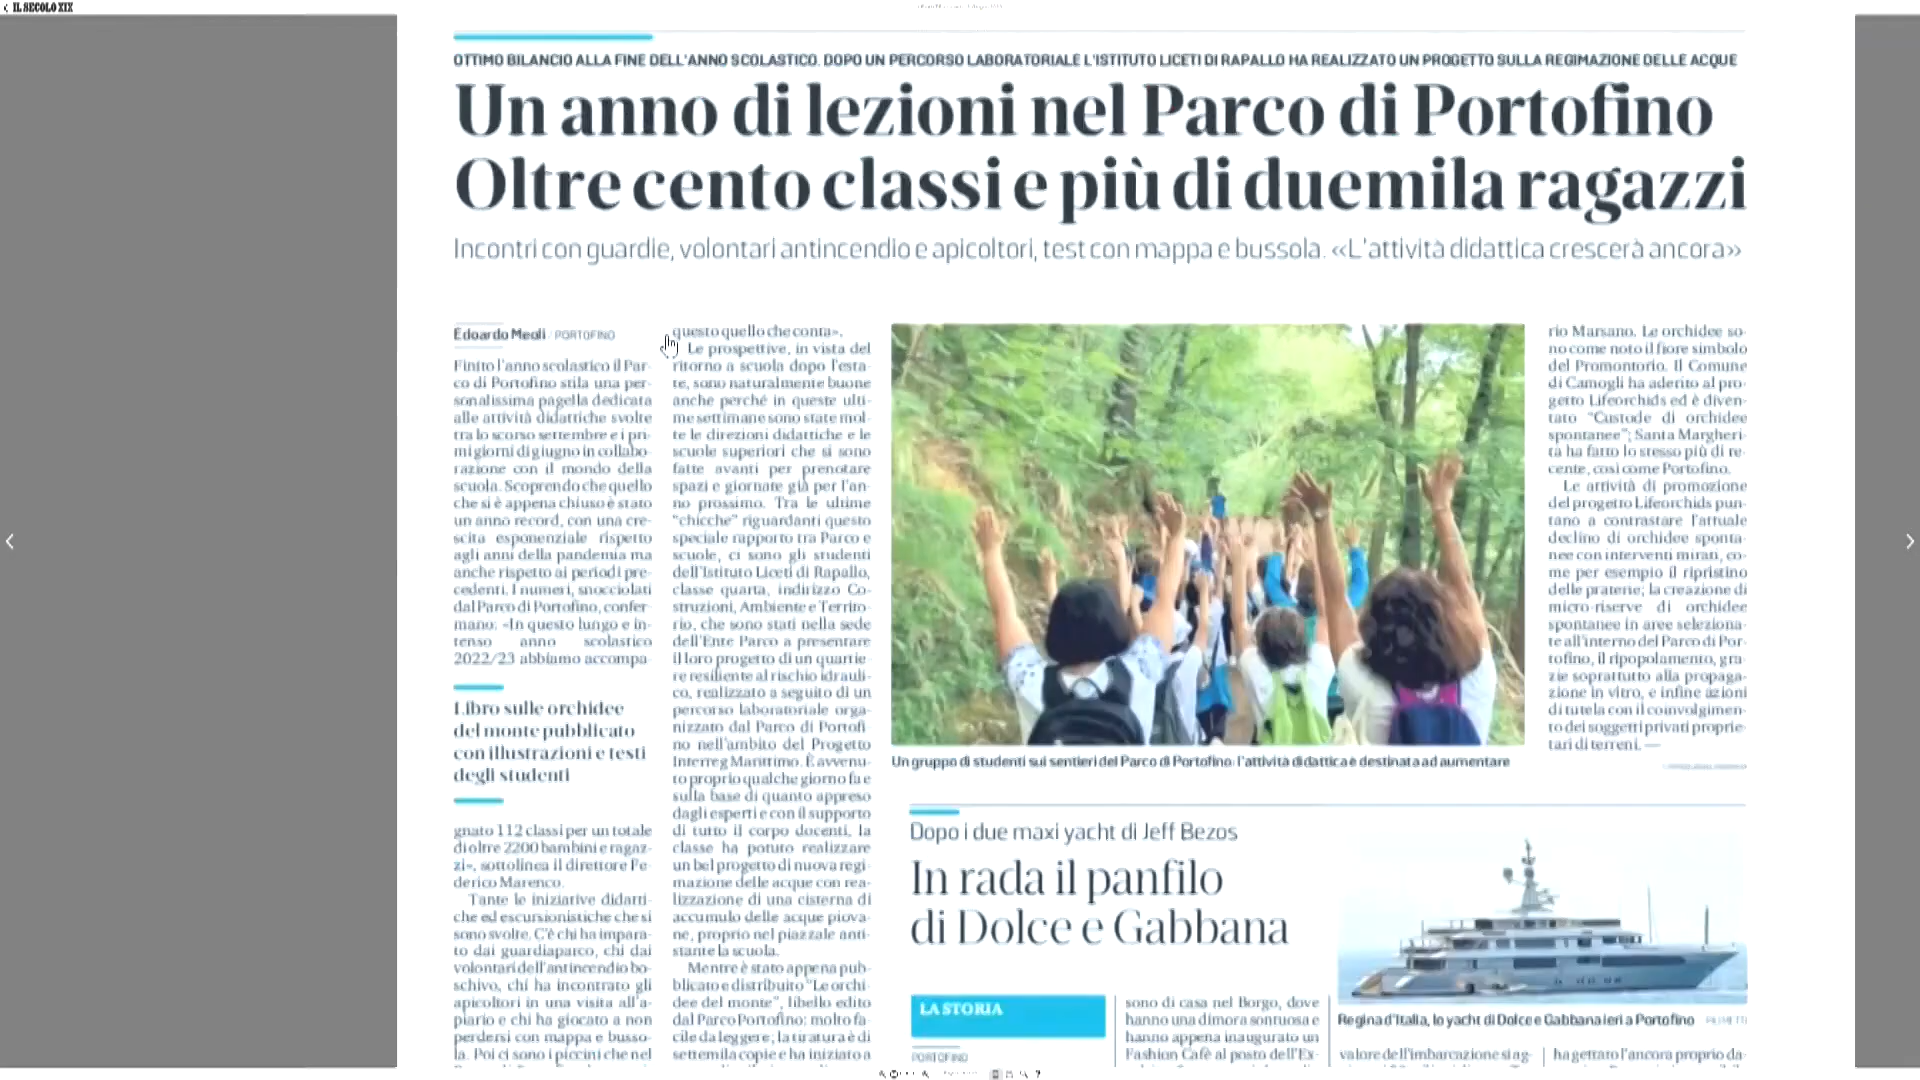 IL SECOLO XIX
OTTIMO BILANCIO ALLA FINE DELL'ANNO SCOLASTICO. DOPO UN PERCORSO LABORATORIALE L'ISTITUTO LICETI DI RAPALLO HA REALIZZATO UN PROGETTO SULLA REGIMAZIONE DELLE ACQUE
Un anno di lezioni nel Parco di Portofino
Oltre cento classi e più di duemila ragazzi
Incontri con guardie, volontari antincendio e apicoltori, test con mappa e bussola. «L'attività didattica crescerà ancora»
Edoardo Meoli / PORTOFINO
Finito l'anno scolastico il Par-
co di Portofino stila una per-
sonalissima pagella dedicata
alle attività didattiche svolte
tra lo scorso settembre e i pri-
mi giorni di giugno in collabo-
razione con il mondo della
scuola. Scoprendo che quello
che si è appena chiuso è stato
un anno record, con una cre-
scita esponenziale rispetto
agli anni della pandemia ma
anche rispetto ai periodi pre-
cedenti. I numeri, snocciolati
dal Parco di Portofino, confer-
mano: «In questo lungo e in-
tenso anno scolastico
2022/23 abbiamo accompa-
Libro sulle orchidee
del monte pubblicato
con illustrazioni e testi
degli studenti
gnato 112 classi per un totale
di oltre 2200 bambini e ragaz-
zi», sottolinea il direttore Fe-
derico Marenco.
Tante le iniziative didatti-
che ed escursionistiche che si
sono svolte. C'è chi ha impara-
to dai guardiaparco, chi dai
volontari dell'antincendio bo-
schivo, chi ha incontrato gli
apicoltori in una visita all'a-
piario e chi ha giocato a non
perdersi con mappa e busso-
la. Poi ci sono i piccini che nel
questo quello che conta».
Le prospettive, in vista del
ritorno a scuola dopo l'esta-
te, sono naturalmente buone
anche perché in queste ulti-
me settimane sono state mol-
te le direzioni didattiche e le
scuole superiori che si sono
fatte avanti per prenotare
spazi e giornate già per l'an-
no prossimo. Tra le ultime
"chicche" riguardanti questo
speciale rapporto tra Parco e
scuole, ci sono gli studenti
dell'Istituto Liceti di Rapallo,
classe quarta, indirizzo Co-
struzioni, Ambiente e Territo-
rio, che sono stati nella sede
dell'Ente Parco a presentare
il loro progetto di un quartie-
re resiliente al rischio idrauli-
co, realizzato a seguito di un
percorso laboratoriale orga-
nizzato dal Parco di Portofi-
no nell'ambito del Progetto
Interreg Marittimo. È avvenu-
to proprio qualche giorno fa e
sulla base di quanto appreso
dagli esperti e con il supporto
di tutto il corpo docenti, la
classe ha potuto realizzare
un bel progetto di nuova regi-
mazione delle acque con rea-
lizzazione di una cisterna di
accumulo delle acque piova-
ne, proprio nel piazzale anti-
stante la scuola.
Mentre è stato appena pub-
blicato e distribuito "Le orchi-
dee del monte", libello edito
dal Parco Portofino: molto fa-
cile da leggere; la tiratura è di
settemila copie e ha iniziato a
Un gruppo di studenti sui sentieri del Parco di Portofino: l'attività didattica è destinata ad aumentare
rio Marsano. Le orchidee so-
no come noto il fiore simbolo
del Promontorio. Il Comune
di Camogli ha aderito al pro-
getto Lifeorchids ed è diven-
tato "Custode di orchidee
spontanee"; Santa Margheri-
ta ha fatto lo stesso più di re-
cente, così come Portofino.
Le attività di promozione
del progetto Lifeorchids pun-
tano a contrastare l'attuale
declino di orchidee sponta-
nee con interventi mirati, co-
me per esempio il ripristino
delle praterie; la creazione di
micro-riserve di orchidee
spontanee in aree seleziona-
te all'interno del Parco di Por-
tofino, il ripopolamento, gra-
zie soprattutto alla propaga-
zione in vitro, e infine azioni
di tutela con il coinvolgimen-
to dei soggetti privati proprie-
tari di terreni. —
Dopo i due maxi yacht di Jeff Bezos
In rada il panfilo
di Dolce e Gabbana
LA STORIA
PORTOFINO
sono di casa nel Borgo, dove
hanno una dimora sontuosa e
hanno appena inaugurato un
Fashion Cafè al posto dell'Ex-
Regina d'Italia, lo yacht di Dolce e Gabbana ieri a Portofino
valore dell'imbarcazione si ag-
ha gettato l'ancora proprio da-